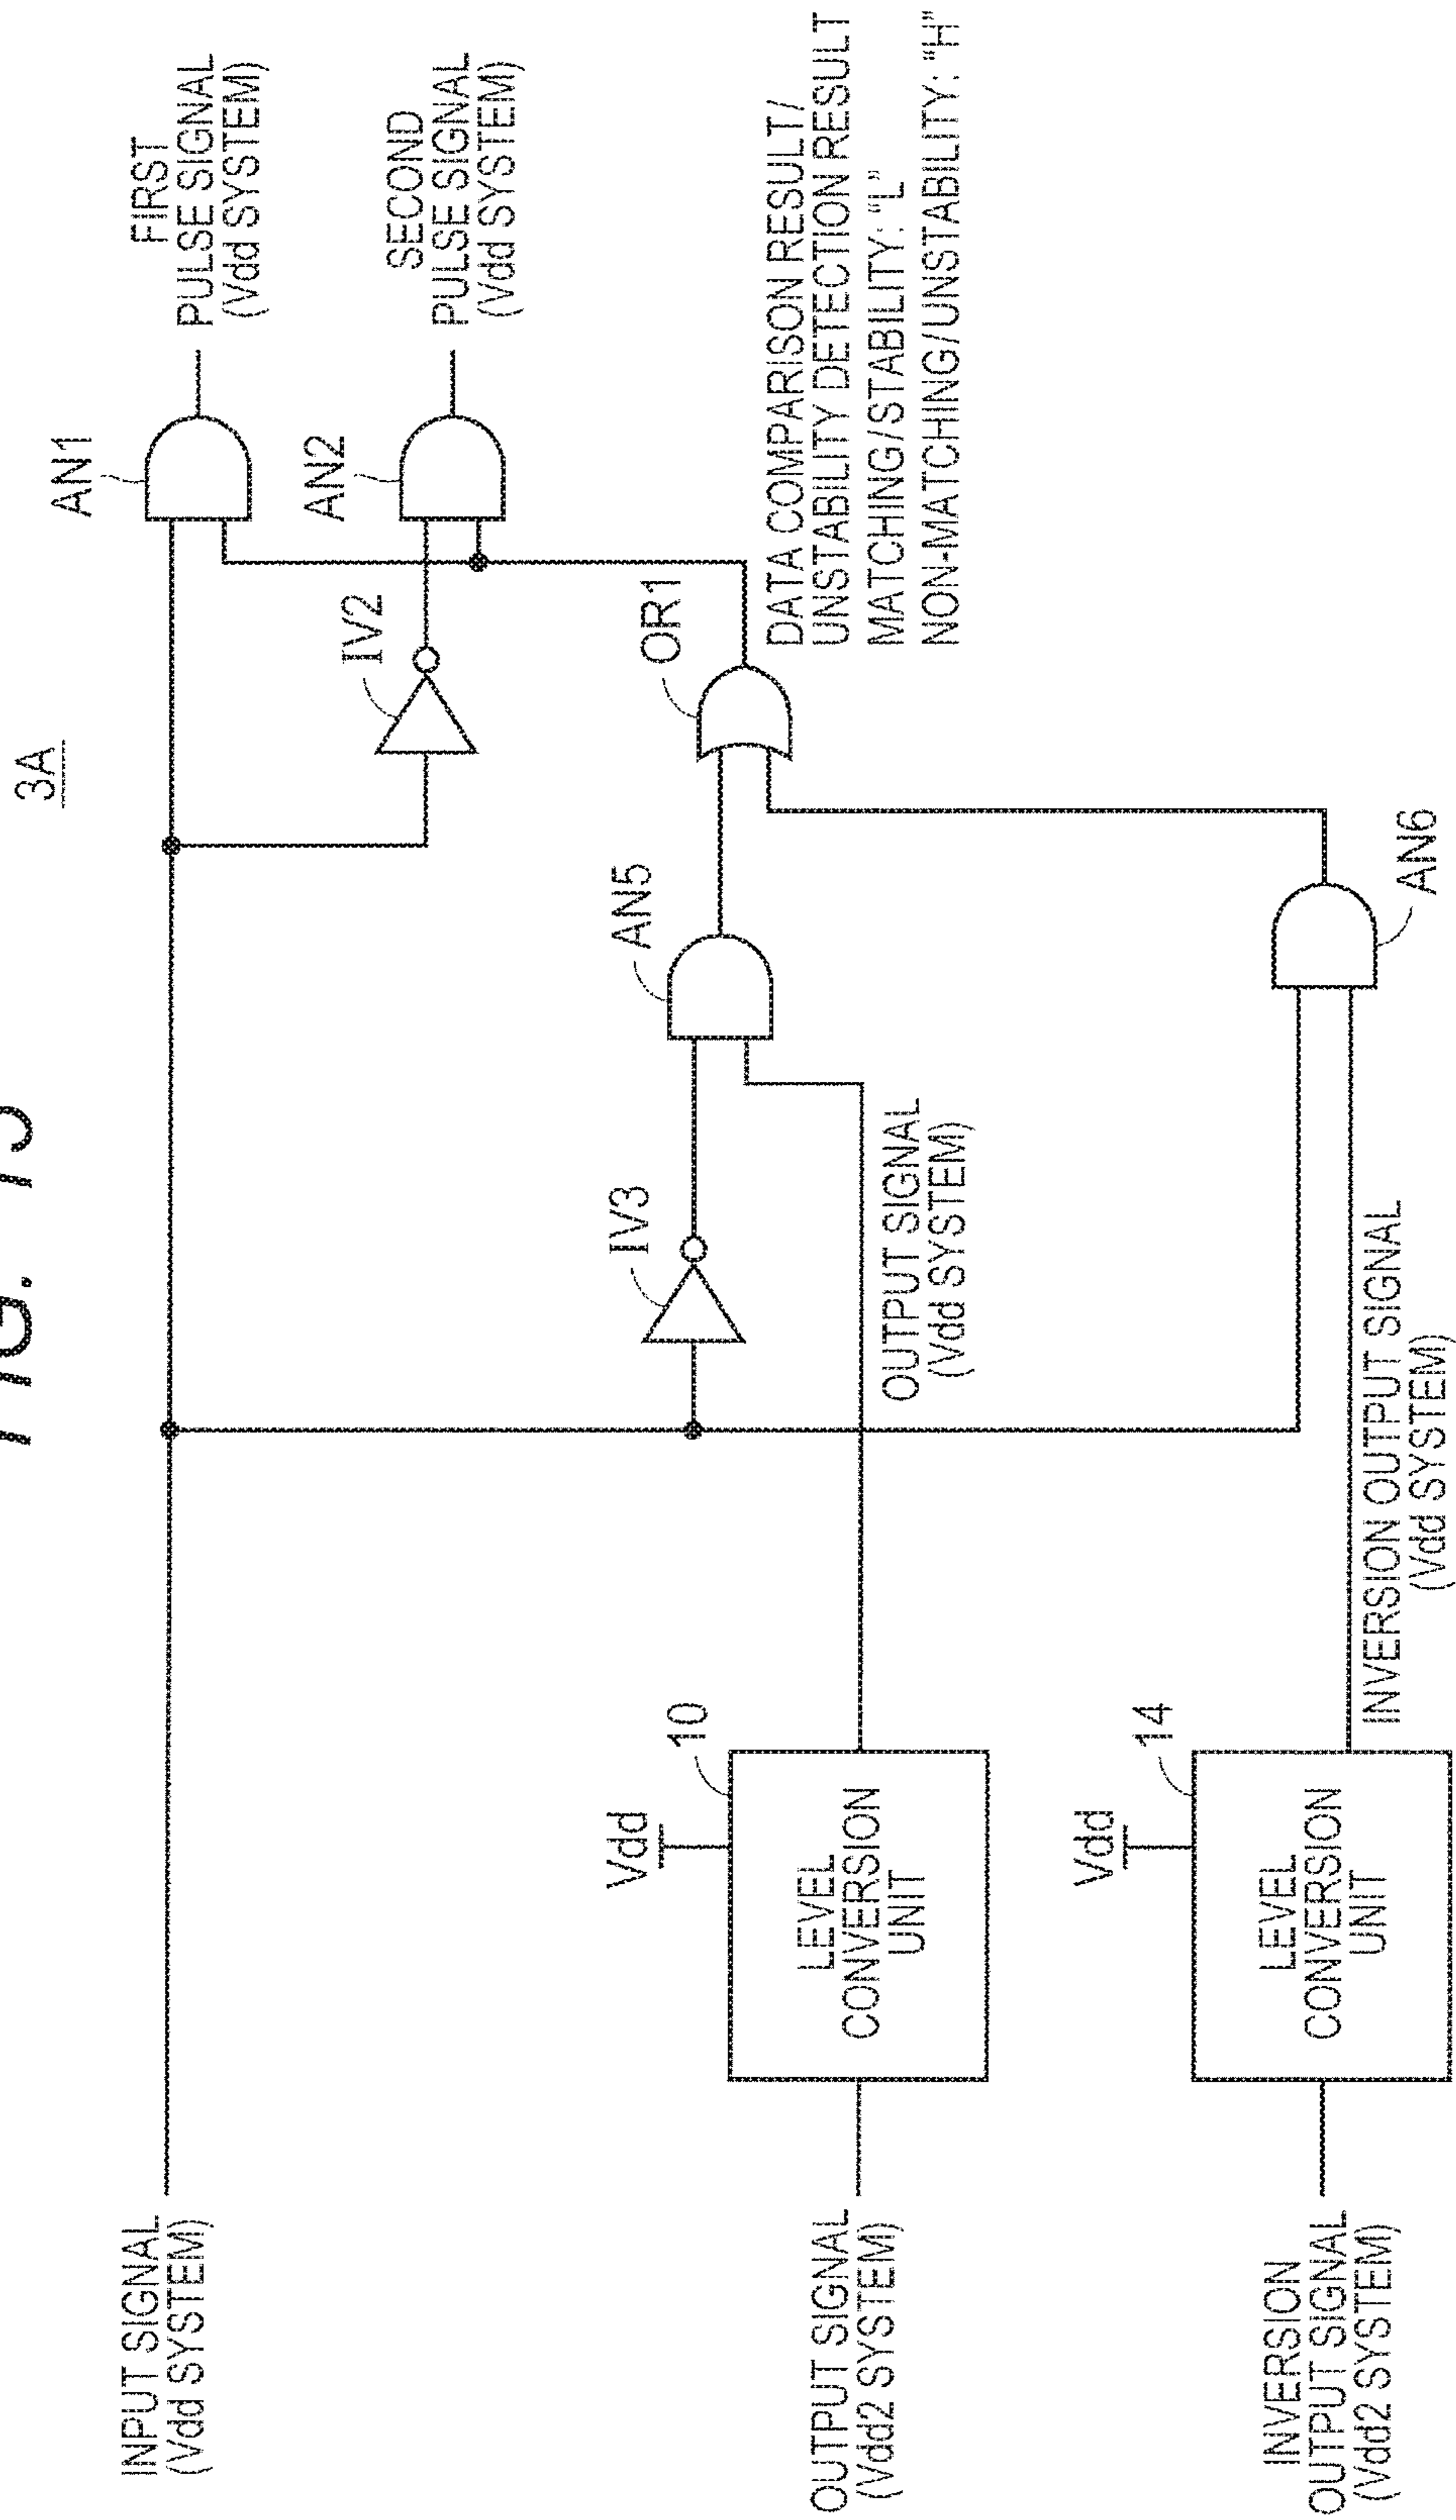 FIG. 15
3A
INPUT SIGNAL
(Vdd SYSTEM)
AN1
FIRST
PULSE SIGNAL
(Vdd SYSTEM)
IV2
AN2
SECOND
PULSE SIGNAL
(Vdd SYSTEM)
IV3
AN5
OR1
DATA COMPARISON RESULT/
UNSTABILITY DETECTION RESULT
MATCHING/STABILITY: “L”
NON-MATCHING/UNSTABILITY: “H”
OUTPUT SIGNAL
(Vdd2 SYSTEM)
Vdd
10
LEVEL
CONVERSION
UNIT
OUTPUT SIGNAL
(Vdd SYSTEM)
INVERSION
OUTPUT SIGNAL
(Vdd2 SYSTEM)
Vdd
14
LEVEL
CONVERSION
UNIT
INVERSION OUTPUT SIGNAL
(Vdd SYSTEM)
AN6